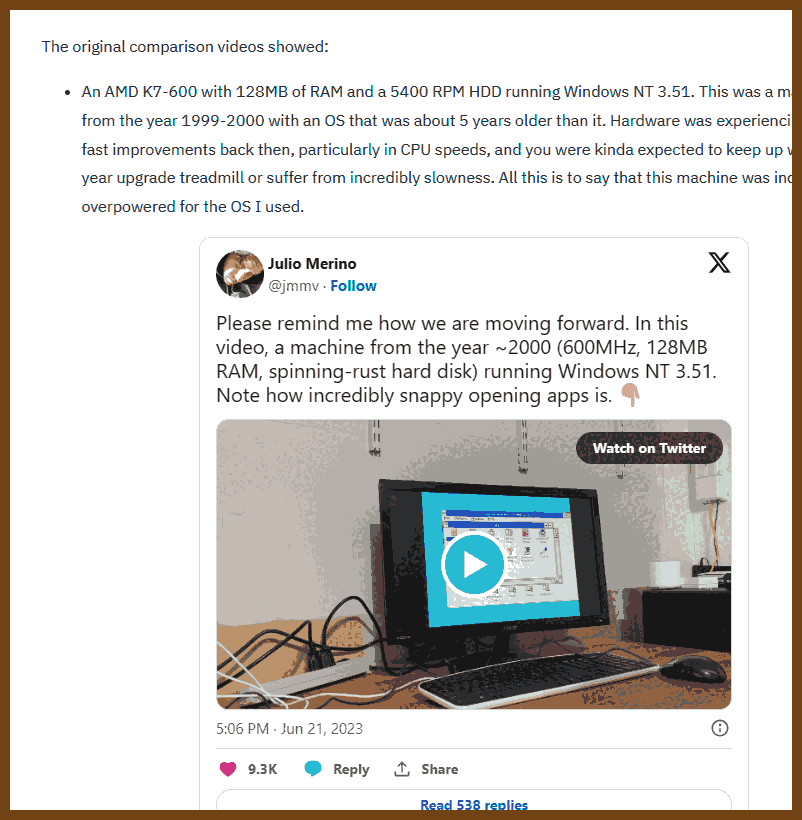 The original comparison videos showed:
• An AMD K7-600 with 128MB of RAM and a 5400 RPM HDD running Windows NT 3.51. This was a m
from the year 1999-2000 with an OS that was about 5 years older than it. Hardware was experienci
fast improvements back then, particularly in CPU speeds, and you were kinda expected to keep up
year upgrade treadmill or suffer from incredibly slowness. All this is to say that this machine was inc
overpowered for the OS I used.
Julio Merino
@jmmv · Follow
Please remind me how we are moving forward. In this
video, a machine from the year ~2000 (600MHz, 128MB
RAM, spinning-rust hard disk) running Windows NT 3.51.
Note how incredibly snappy opening apps is. 👇🏽
Watch on Twitter
5:06 PM · Jun 21, 2023
9.3K Reply Share
Read 538 replies